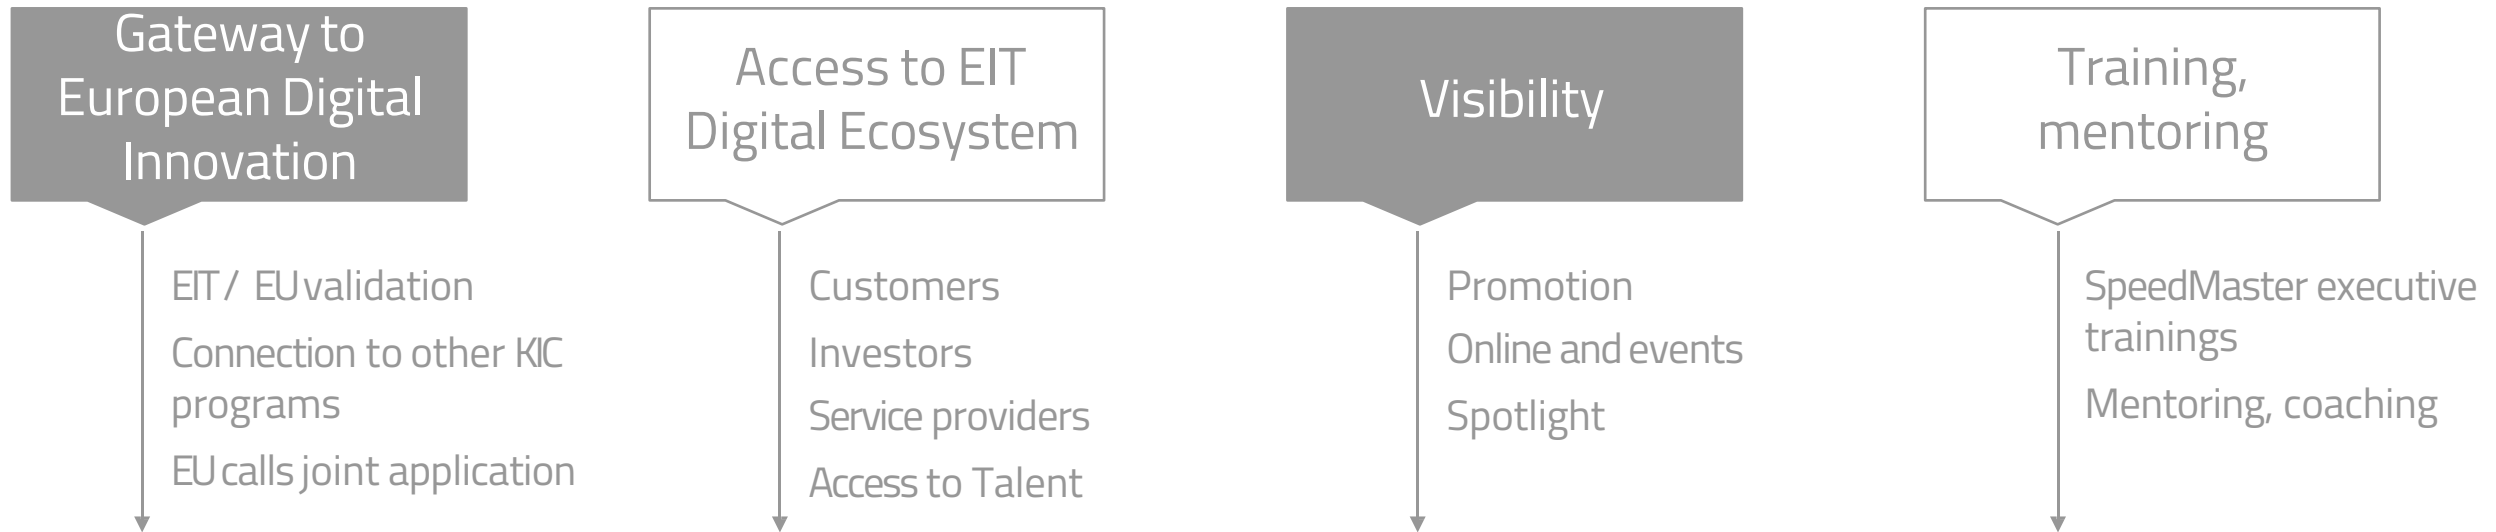 Gateway to
European Digital
Innovation
EIT/ EU validation
Connection to other KIC
programs
EU calls joint application
Access to EIT
Digital Ecosystem
Customers
Investors
Service providers
Access to Talent
Visibility
Promotion
Online and events
Spotlight
Training,
mentoring
SpeedMaster executive
trainings
Mentoring, coaching